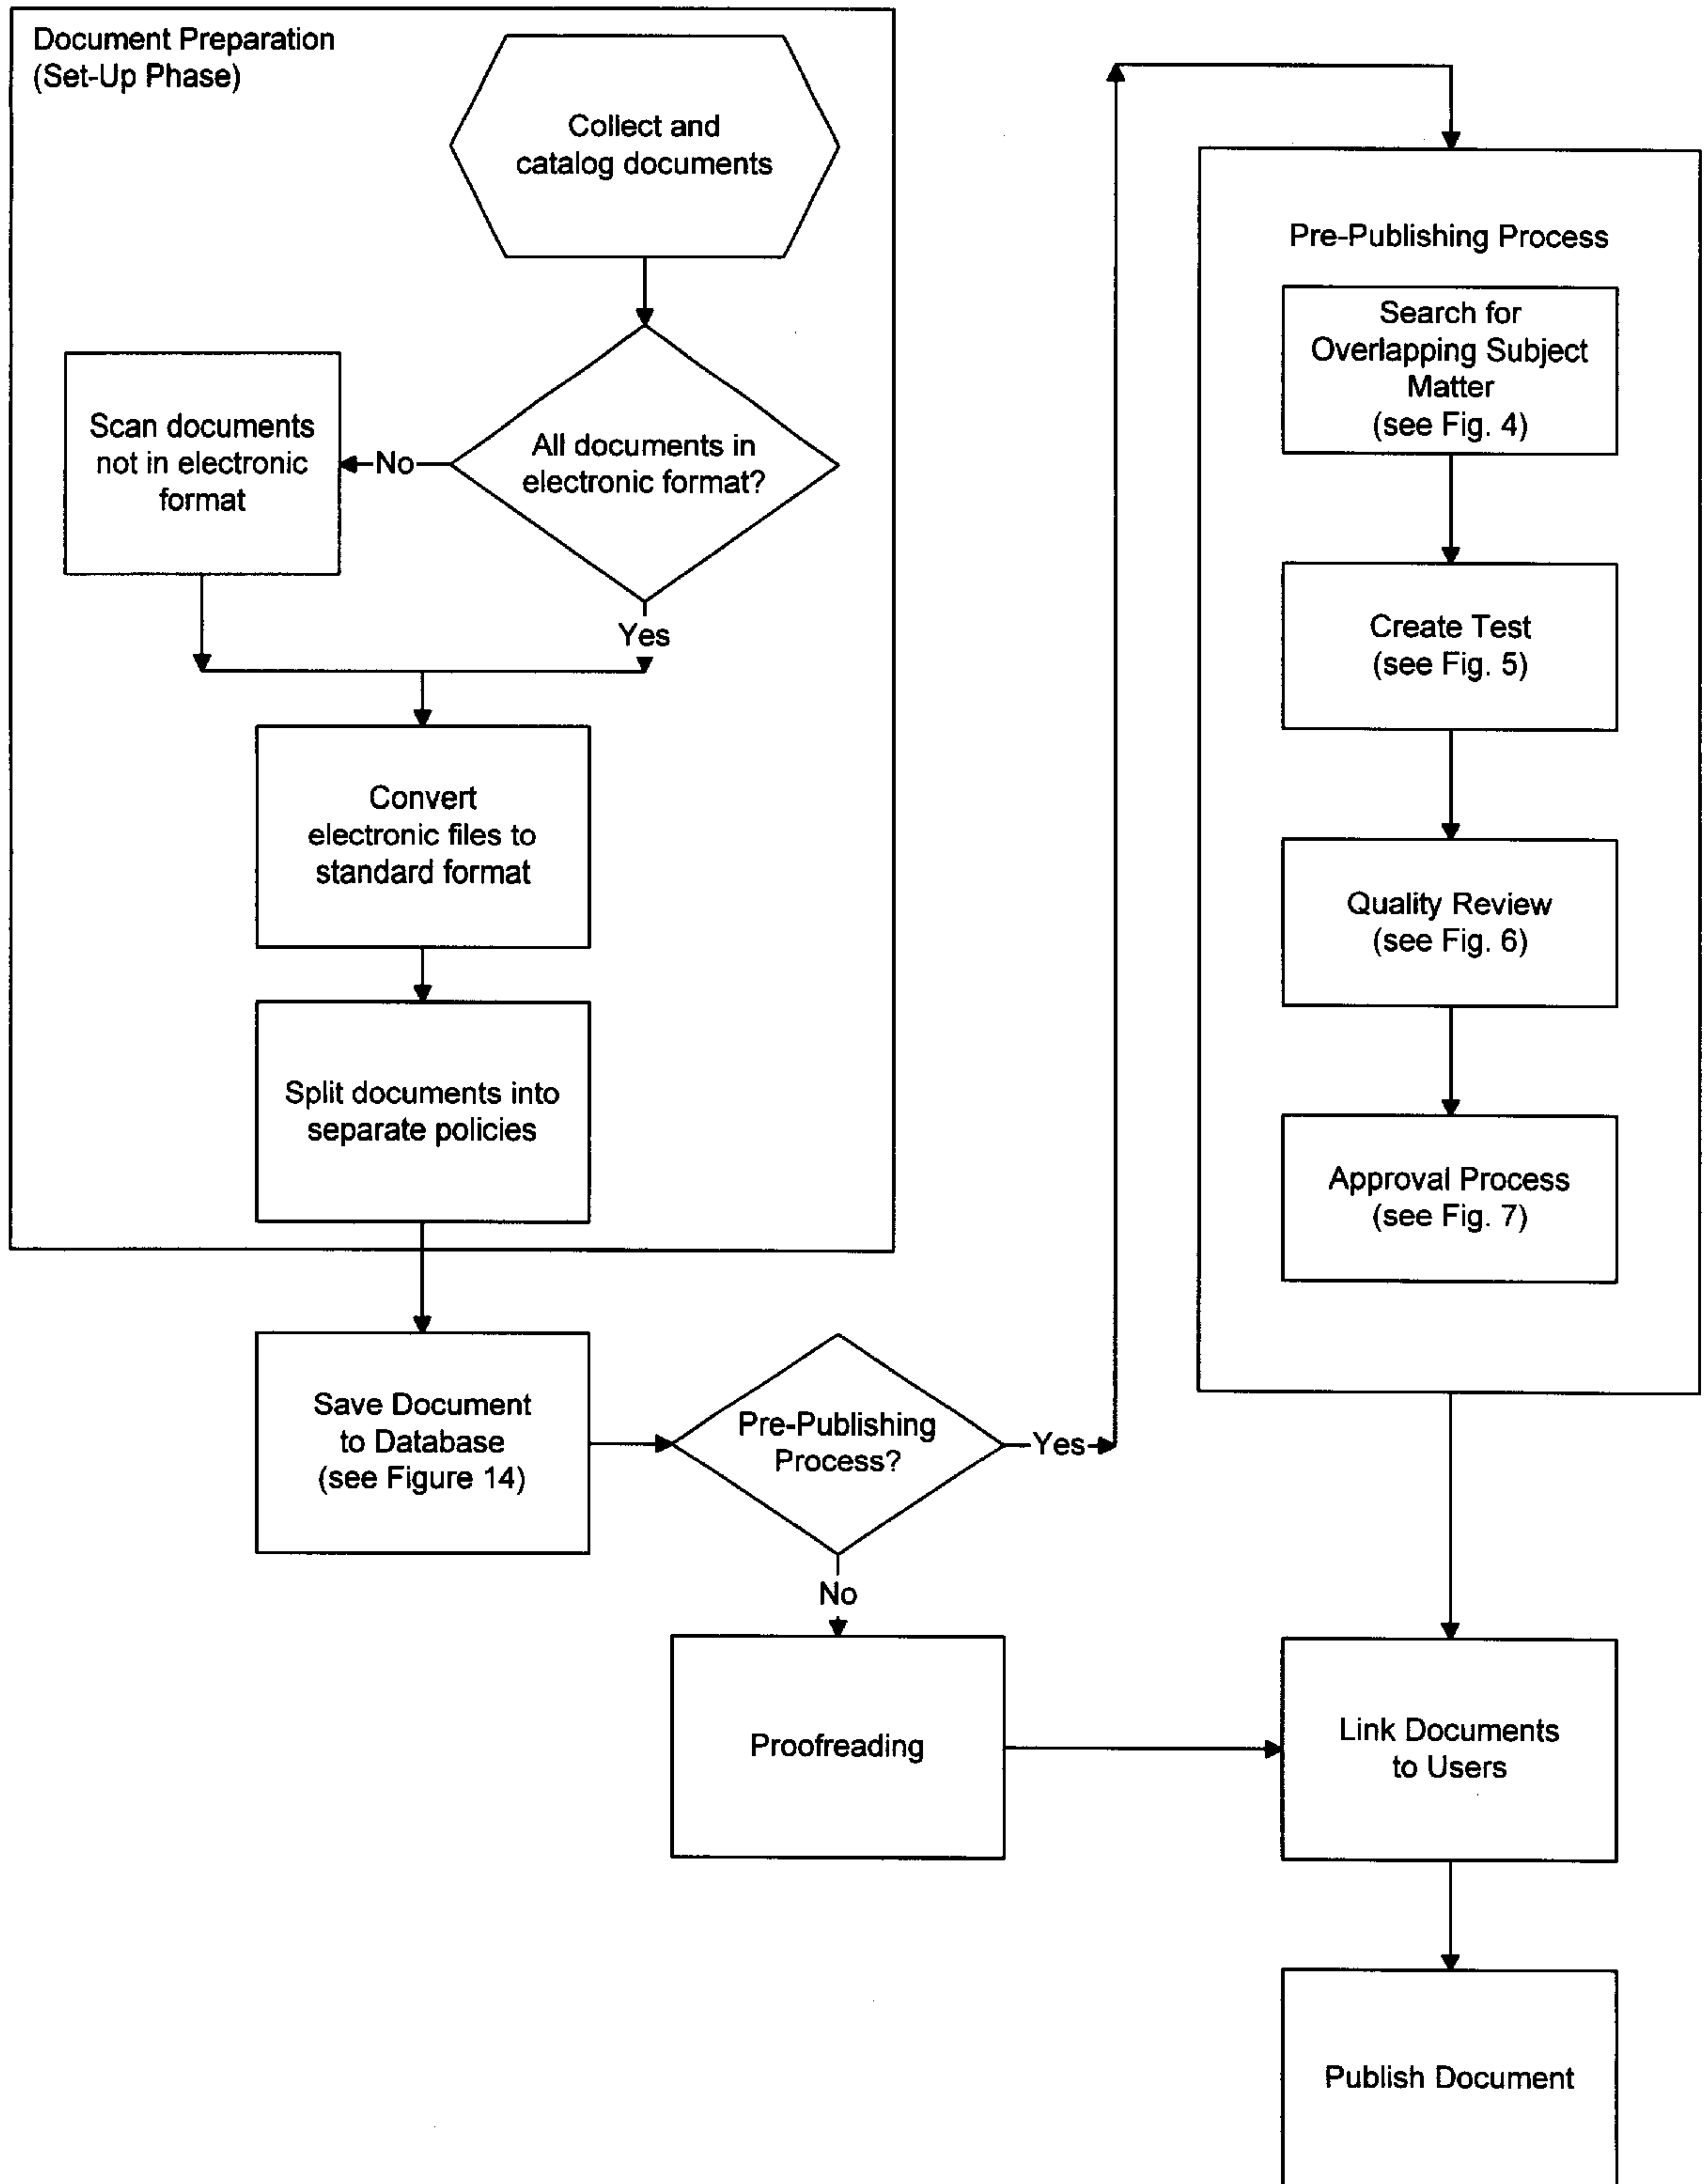 Document Preparation
(Set-Up Phase)
Collect and
catalog documents
All documents in
electronic format?
No
Scan documents
not in electronic
format
Yes
Convert
electronic files to
standard format
Split documents into
separate policies
Save Document
to Database
(see Figure 14)
Pre-Publishing
Process?
Yes
No
Proofreading
Pre-Publishing Process
Search for
Overlapping Subject
Matter
(see Fig. 4)
Create Test
(see Fig. 5)
Quality Review
(see Fig. 6)
Approval Process
(see Fig. 7)
Link Documents
to Users
Publish Document